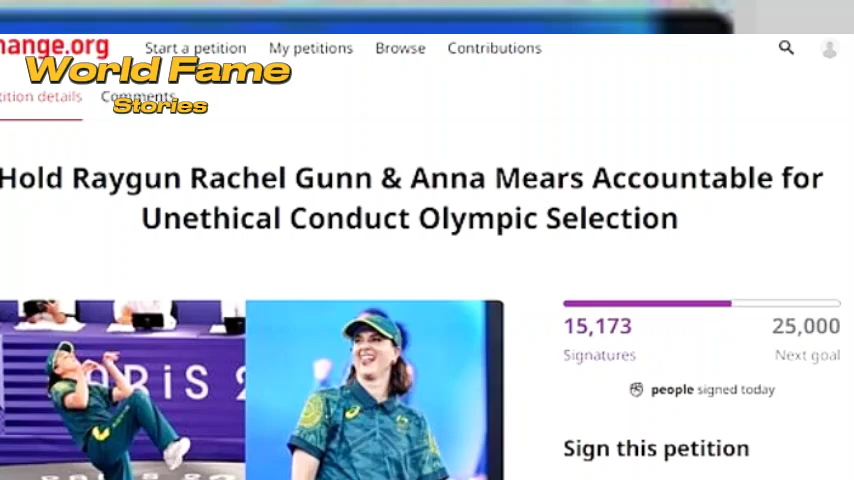 hange.org
Start a petition My petitions Browse Contributions
World Fame
Stories
tition details Comments
Hold Raygun Rachel Gunn & Anna Mears Accountable for
Unethical Conduct Olympic Selection
ARiS 2
15,173 25,000
Signatures Next goal
people signed today
Sign this petition